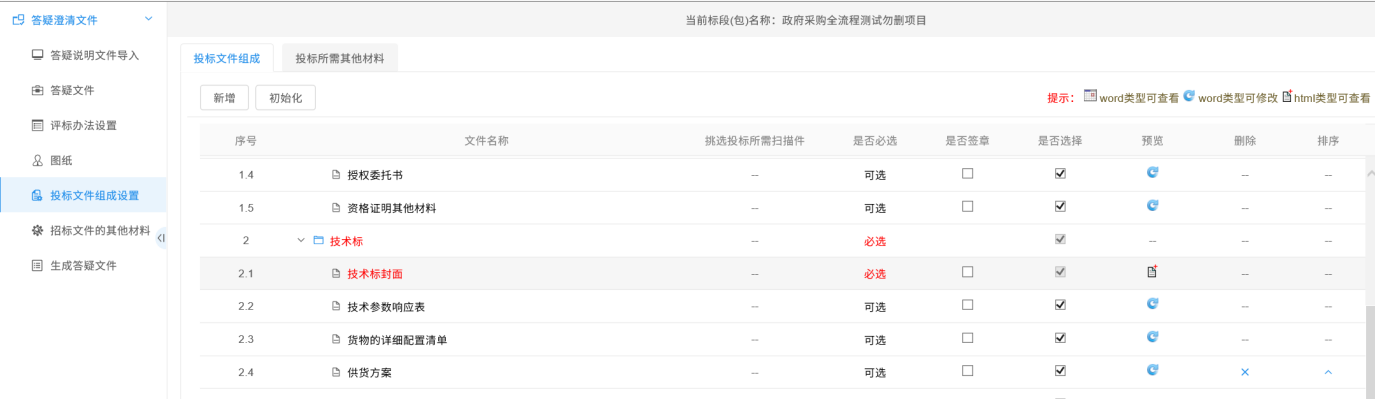 答疑澄清文件
当前标段(包)名称：政府采购全流程测试勿删项目
答疑说明文件导入
答疑文件
评标办法设置
图纸
投标文件组成设置
招标文件的其他材料
生成答疑文件
投标文件组成 投标所需其他材料
新增 初始化
提示： word类型可查看 word类型可修改 html类型可查看
序号 文件名称 挑选投标所需扫描件 是否必选 是否签章 是否选择 预览 删除 排序
1.4 授权委托书 -- 可选 -- --
1.5 资格证明其他材料 -- 可选 -- --
2 技术标 -- 必选 -- -- --
2.1 技术标封面 -- 必选 -- --
2.2 技术参数响应表 -- 可选 -- --
2.3 货物的详细配置清单 -- 可选 -- --
2.4 供货方案 -- 可选